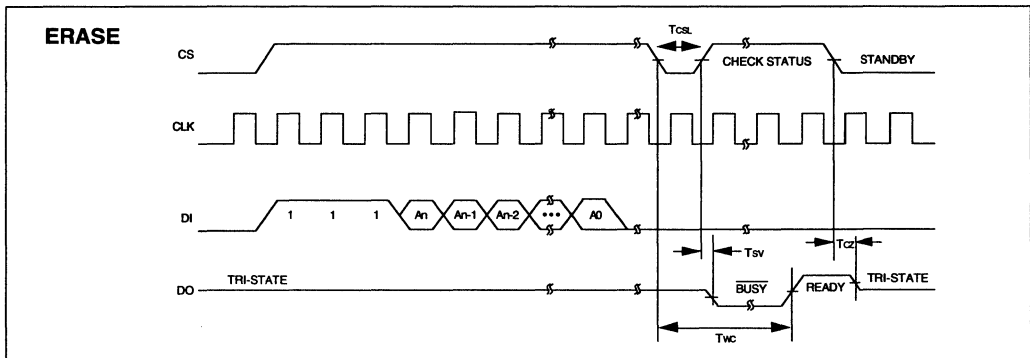 ERASE
TCSL
CS
CHECK STATUS
STANDBY
CLK
DI
1 1 1 An An-1 An-2 ••• A0
TSV
TCZ
DO
TRI-STATE
BUSY
READY
TRI-STATE
TWC